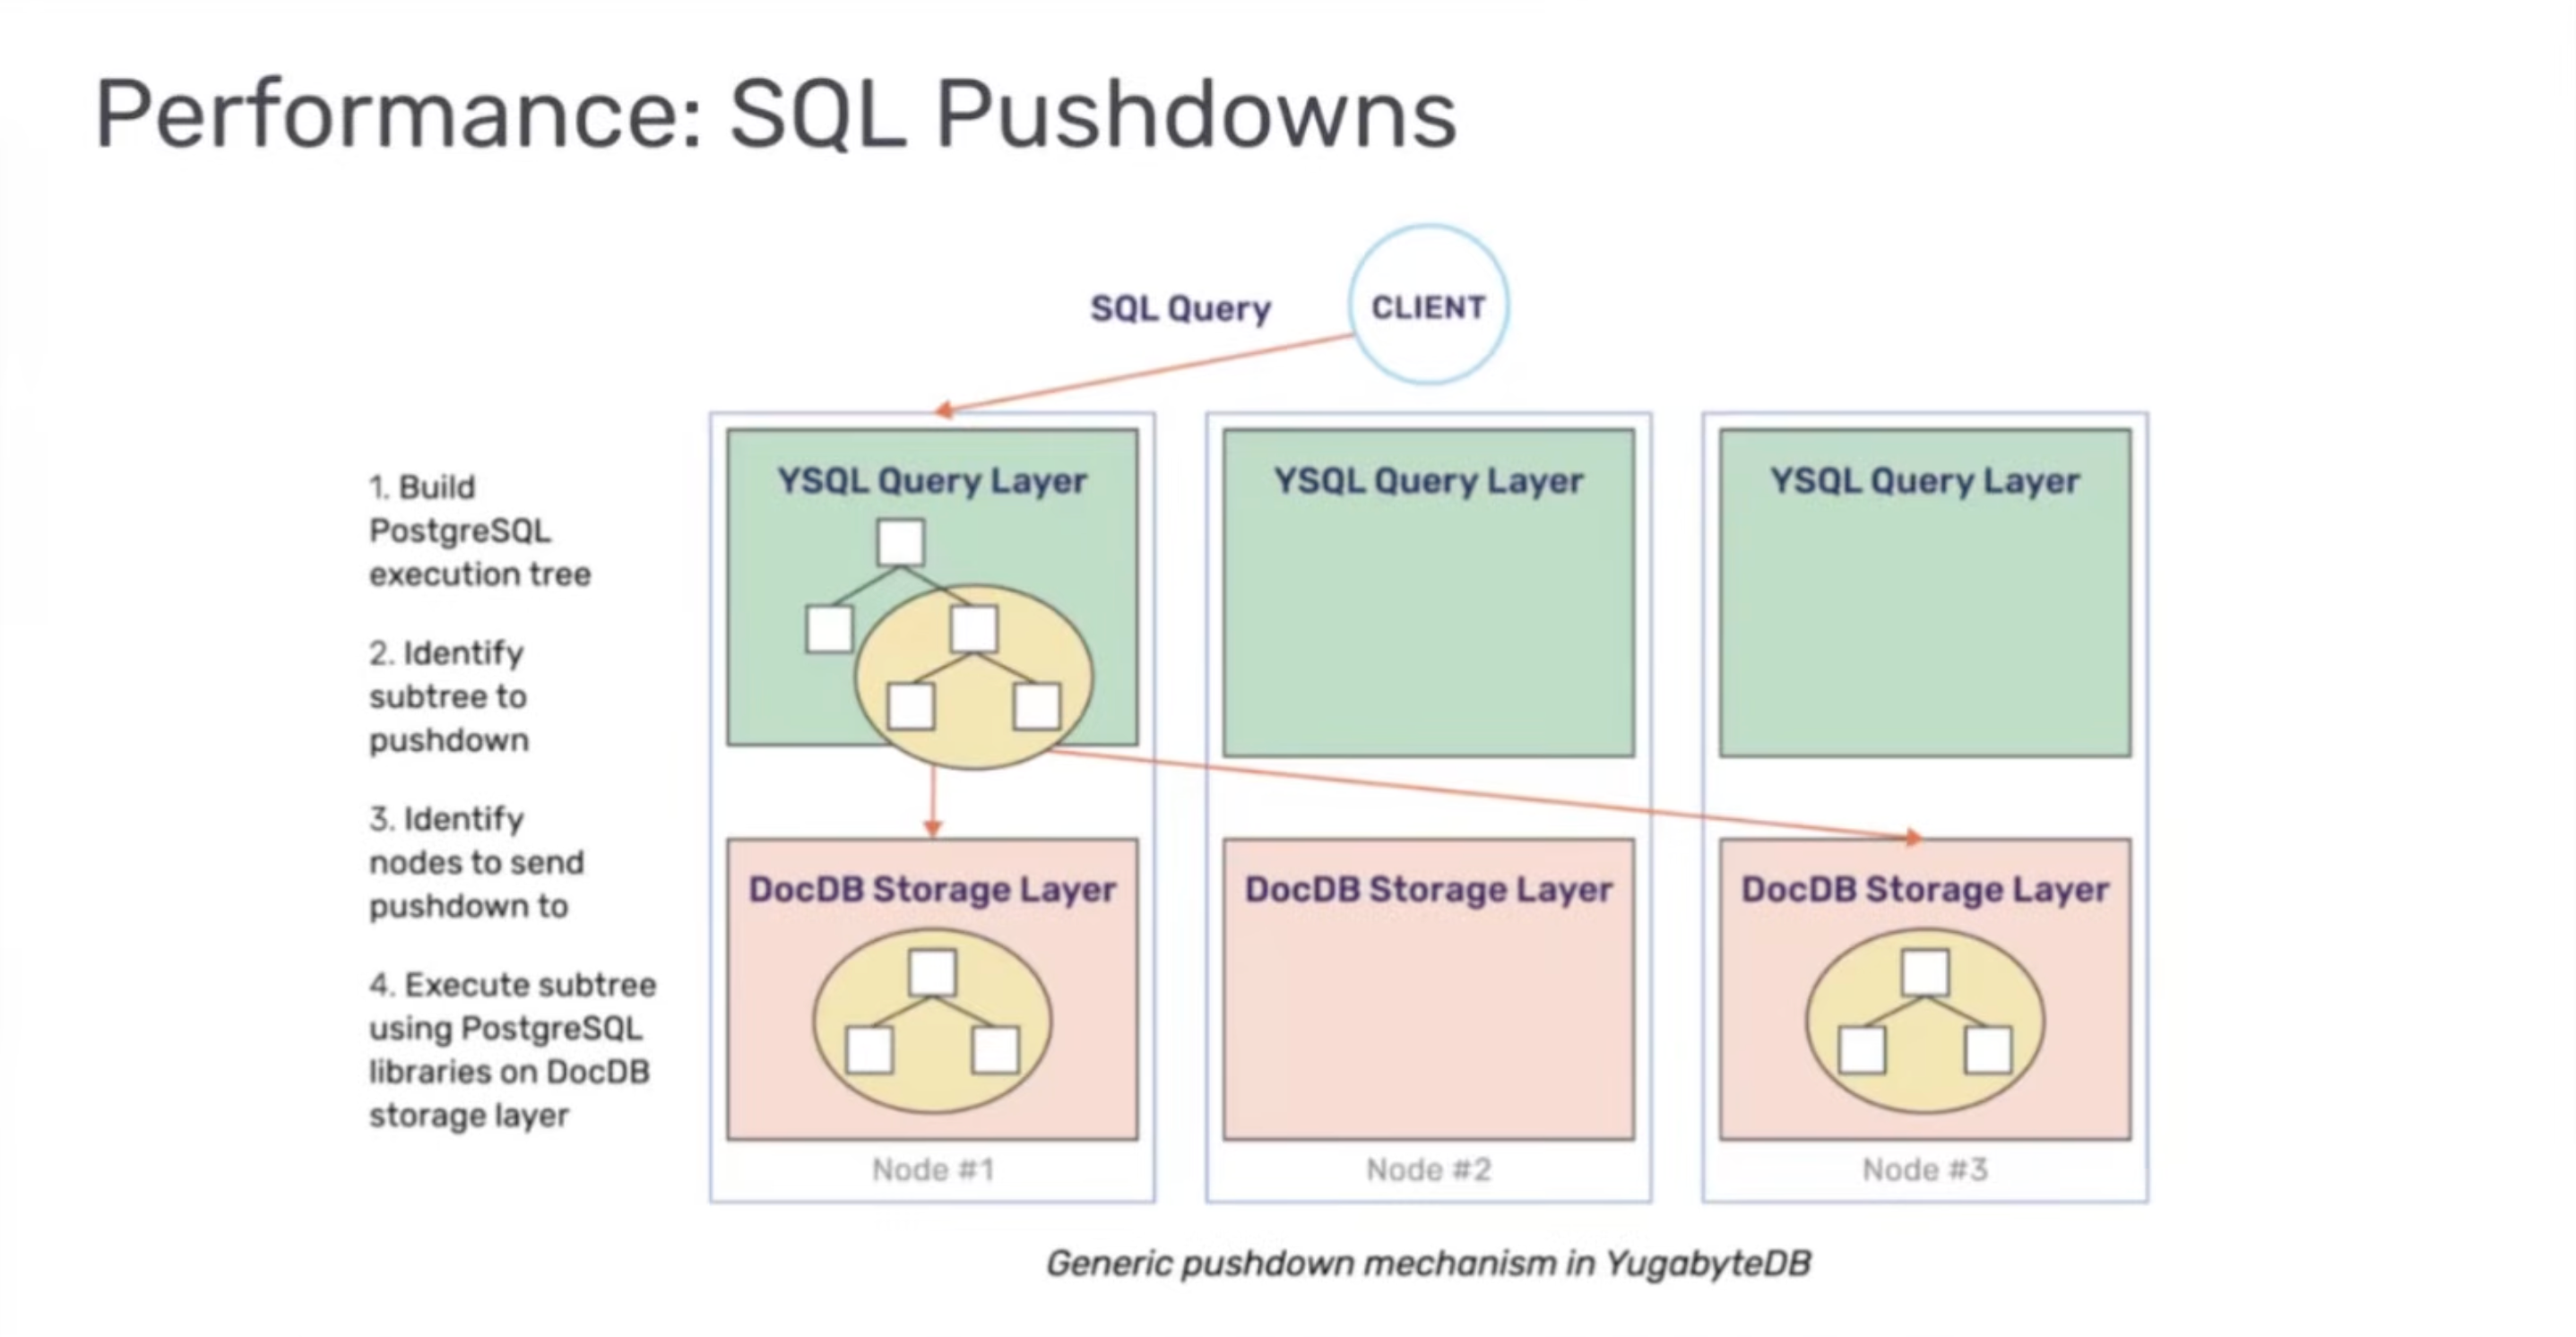 Performance: SQL Pushdowns
SQL Query
CLIENT
1. Build
PostgreSQL
execution tree
2. Identify
subtree to
pushdown
3. Identify
nodes to send
pushdown to
4. Execute subtree
using PostgreSQL
libraries on DocDB
storage layer
YSQL Query Layer
DocDB Storage Layer
Node #1
YSQL Query Layer
DocDB Storage Layer
Node #2
YSQL Query Layer
DocDB Storage Layer
Node #3
Generic pushdown mechanism in YugabyteDB